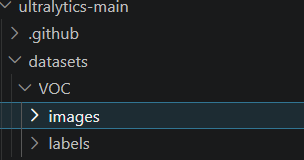 ultralytics-main
.github
datasets
VOC
images
labels